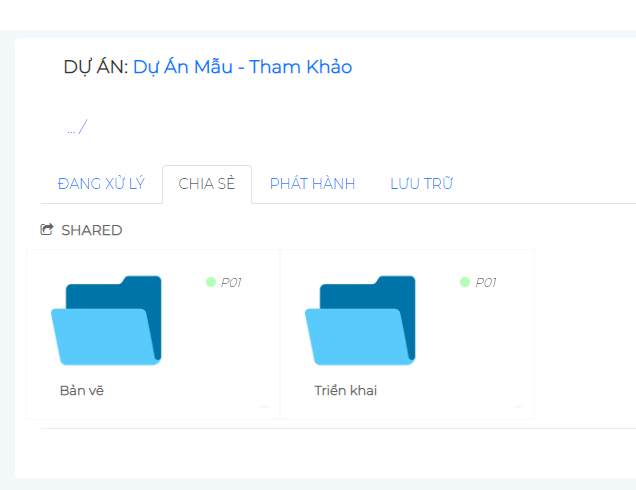 DỰ ÁN: Dự Án Mẫu - Tham Khảo
... /
ĐANG XỬ LÝ CHIA SẺ PHÁT HÀNH LƯU TRỮ
SHARED
P01 P01
Bản vẽ Triển khai